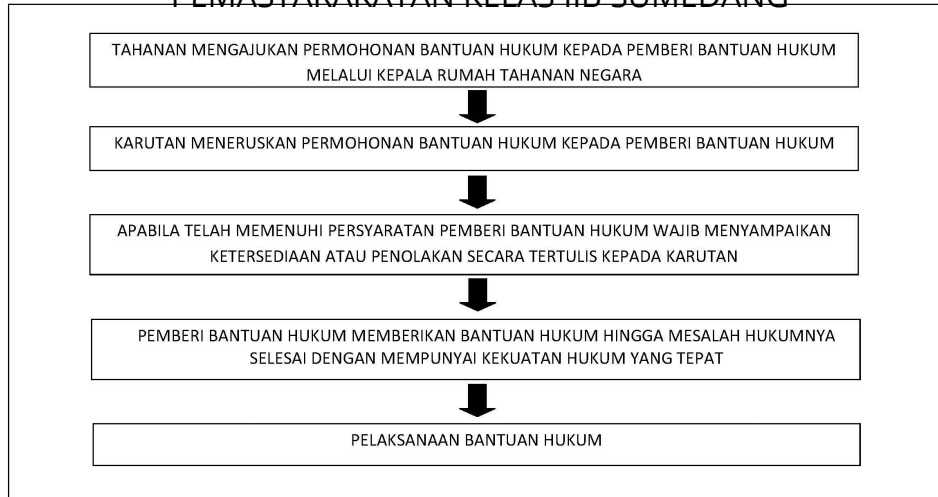 PEMASYARAKATAN KELAS IIB SUMEDANG
TAHANAN MENGAJUKAN PERMOHONAN BANTUAN HUKUM KEPADA PEMBERI BANTUAN HUKUM
MELALUI KEPALA RUMAH TAHANAN NEGARA
KARUTAN MENERUSKAN PERMOHONAN BANTUAN HUKUM KEPADA PEMBERI BANTUAN HUKUM
APABILA TELAH MEMENUHI PERSYARATAN PEMBERI BANTUAN HUKUM WAJIB MENYAMPAIKAN
KETERSEDIAAN ATAU PENOLAKAN SECARA TERTULIS KEPADA KARUTAN
PEMBERI BANTUAN HUKUM MEMBERIKAN BANTUAN HUKUM HINGGA MESALAH HUKUMNYA
SELESAI DENGAN MEMPUNYAI KEKUATAN HUKUM YANG TEPAT
PELAKSANAAN BANTUAN HUKUM